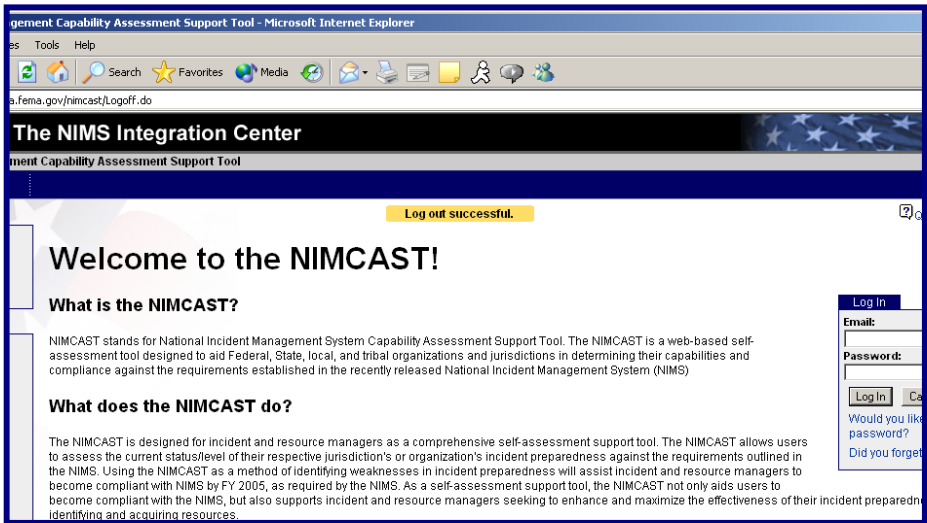 gement Capability Assessment Support Tool - Microsoft Internet Explorer
es Tools Help
Search Favorites Media
a.fema.gov/nimcast/Logoff.do
The NIMS Integration Center
ment Capability Assessment Support Tool
Log out successful.
Welcome to the NIMCAST!
What is the NIMCAST?
NIMCAST stands for National Incident Management System Capability Assessment Support Tool. The NIMCAST is a web-based self-
assessment tool designed to aid Federal, State, local, and tribal organizations and jurisdictions in determining their capabilities and
compliance against the requirements established in the recently released National Incident Management System (NIMS)
What does the NIMCAST do?
The NIMCAST is designed for incident and resource managers as a comprehensive self-assessment support tool. The NIMCAST allows users
to assess the current status/level of their respective jurisdiction's or organization's incident preparedness against the requirements outlined in
the NIMS. Using the NIMCAST as a method of identifying weaknesses in incident preparedness will assist incident and resource managers to
become compliant with NIMS by FY 2005, as required by the NIMS. As a self-assessment support tool, the NIMCAST not only aids users to
become compliant with the NIMS, but also supports incident and resource managers seeking to enhance and maximize the effectiveness of their incident preparedn
identifying and acquiring resources.
Log In
Email:
Password:
Log In Ca
Would you like
password?
Did you forget